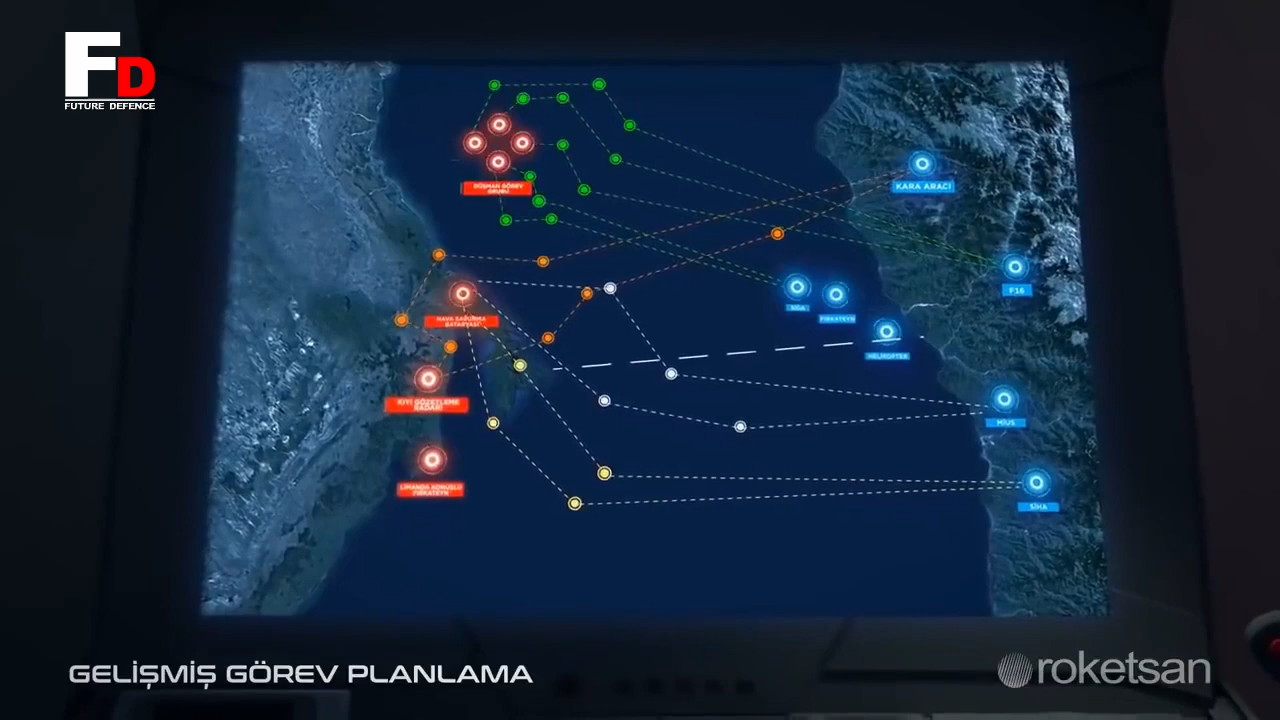 FD
FUTURE DEFENCE
DÜŞMAN GÖREV
GRUBU
KARA ARACI
F16
SİDA
FIRKATEYN
HAVA SAVUNMA
BATARYASI
HELİKOPTER
KIYI GÖZETLEME
RADARI
MİUS
LİMANDA KONUŞLU
FIRKATEYN
SİHA
GELİŞMİŞ GÖREV PLANLAMA
roketsan